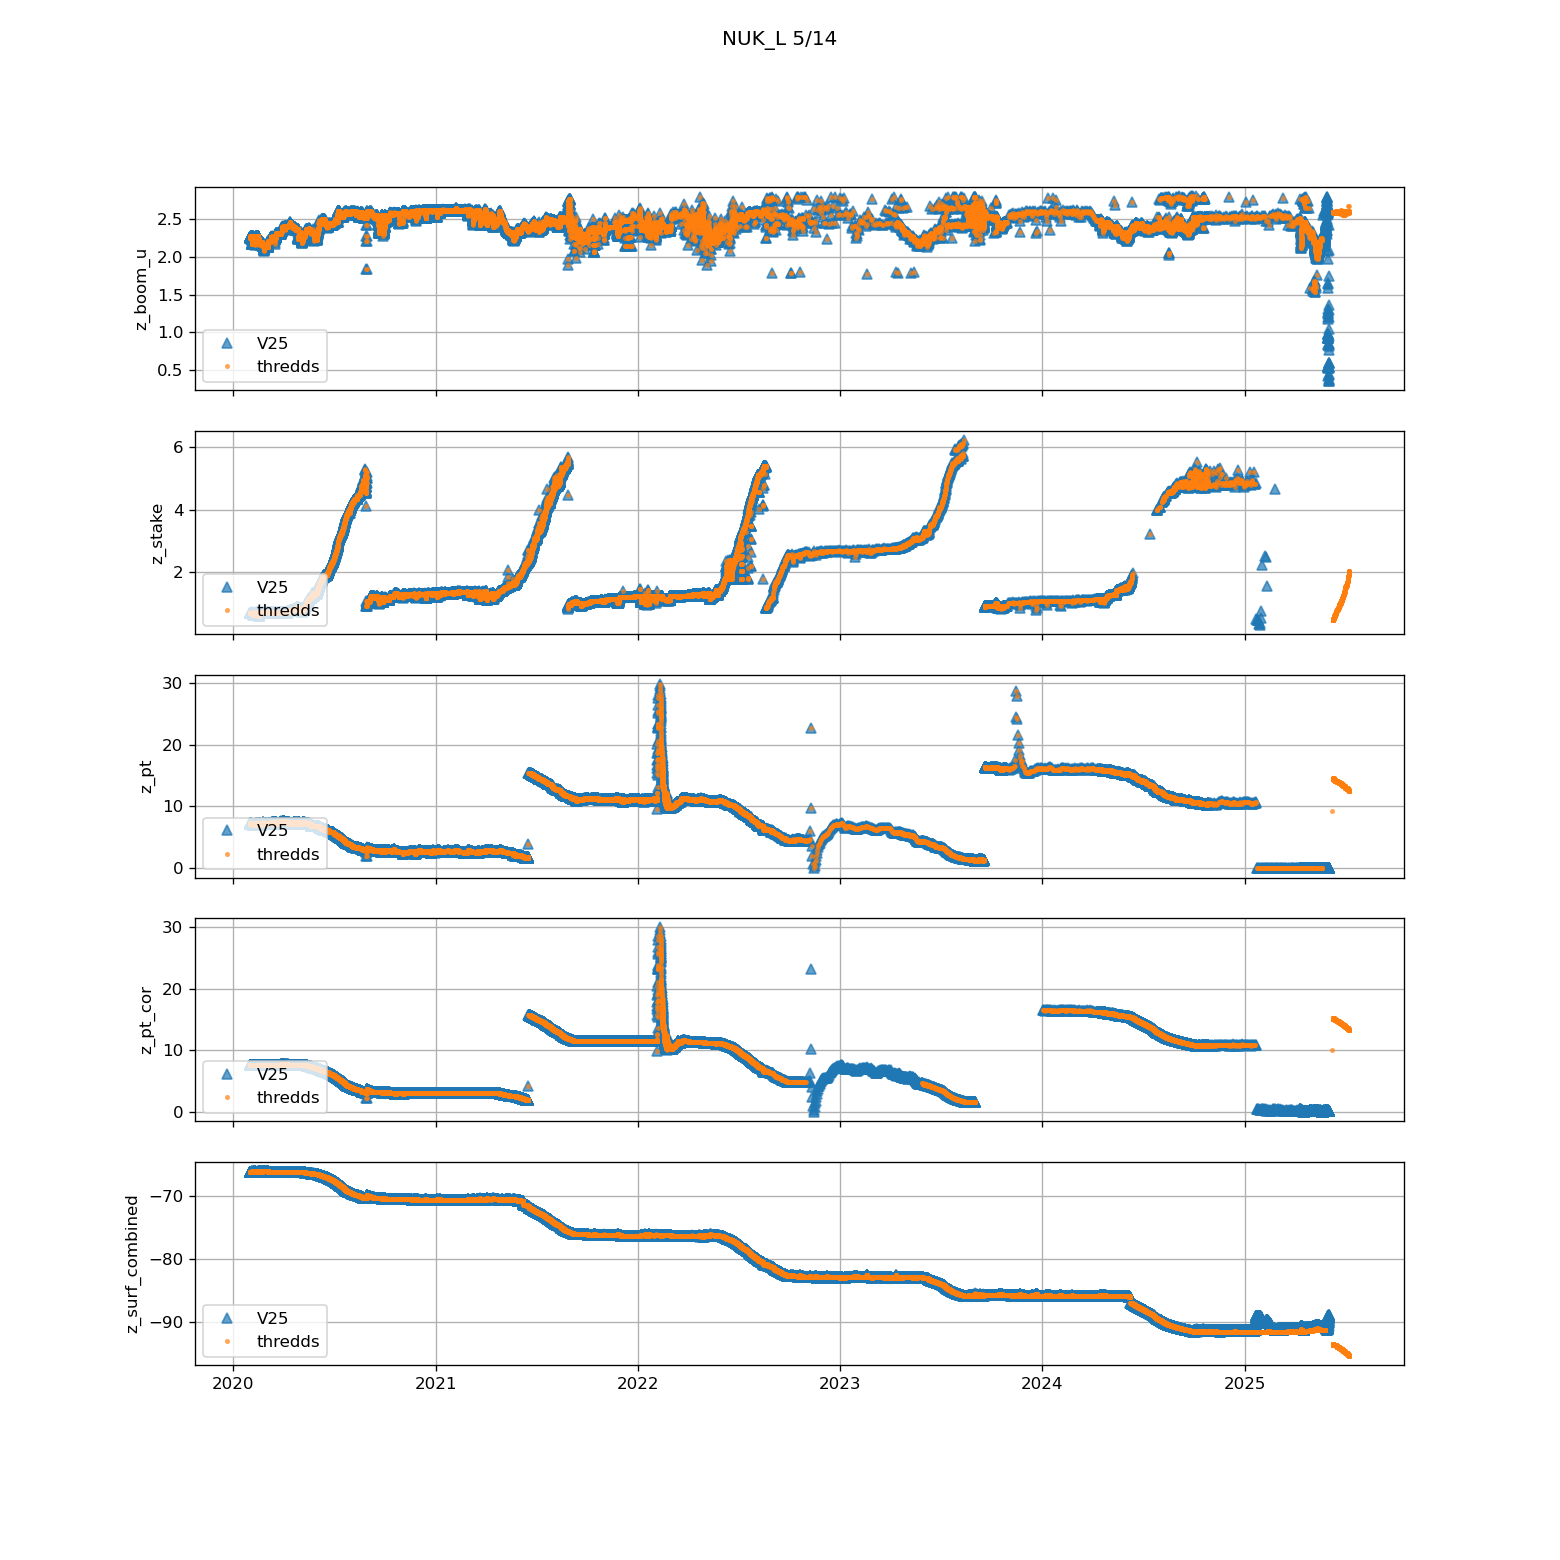 NUK_L 5/14
z_boom_u
2.5
2.0
1.5
1.0
0.5
V25
thredds
z_stake
6
4
2
V25
thredds
z_pt
30
20
10
0
V25
thredds
z_pt_cor
30
20
10
0
V25
thredds
z_surf_combined
−70
−80
−90
V25
thredds
2020 2021 2022 2023 2024 2025